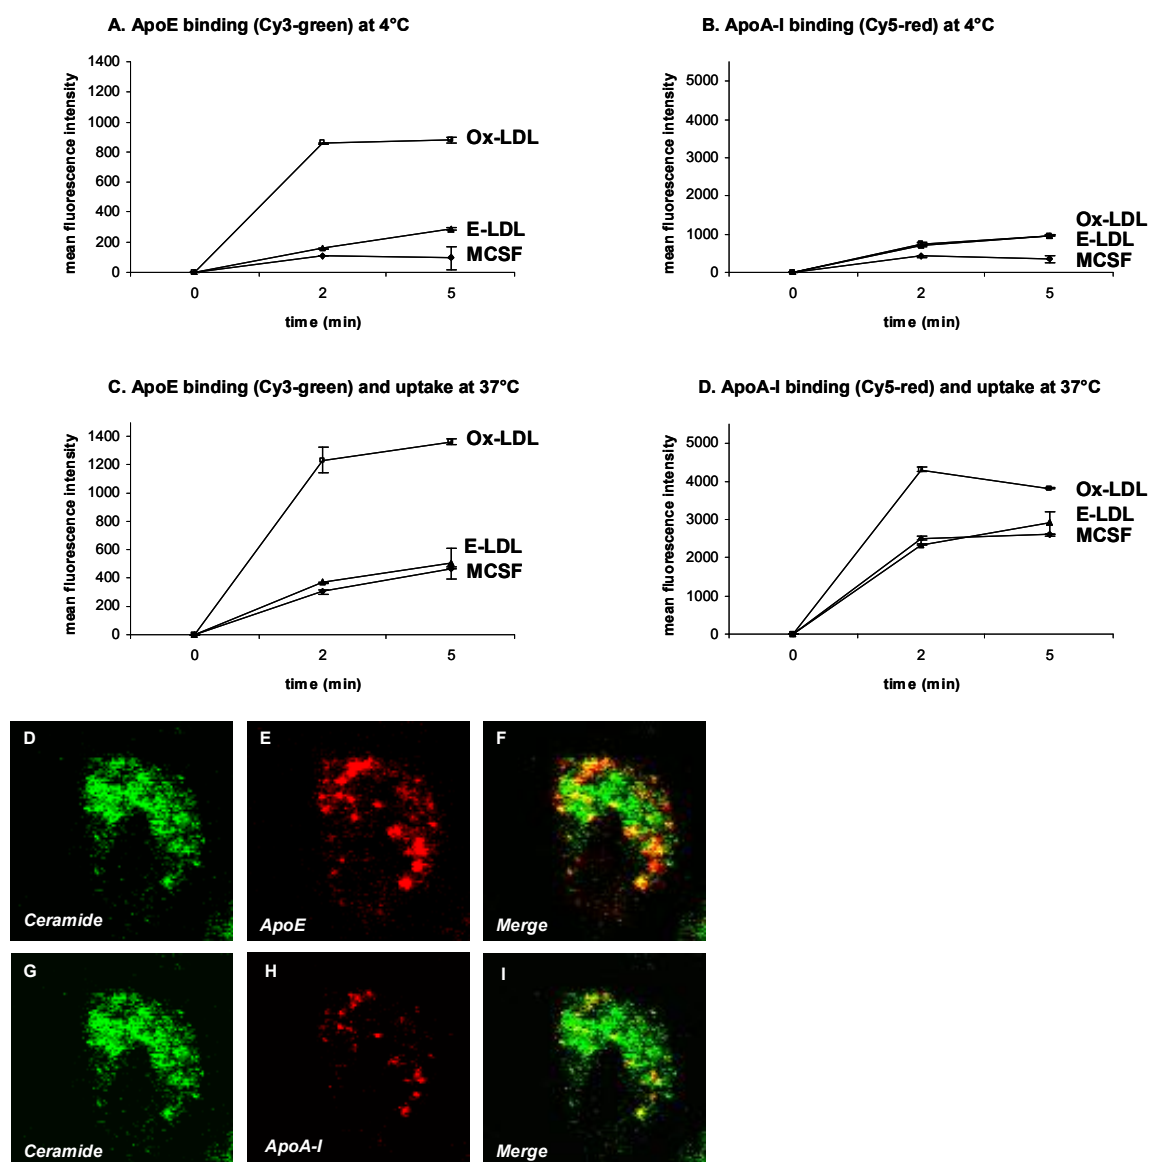 A. ApoE binding (Cy3-green) at 4°C
mean fluorescence intensity
1400
1200
1000
800
600
400
200
0
Ox-LDL
E-LDL
MCSF
0 2 5
time (min)
B. ApoA-I binding (Cy5-red) at 4°C
mean fluorescence intensity
5000
4000
3000
2000
1000
0
Ox-LDL
E-LDL
MCSF
0 2 5
time (min)
C. ApoE binding (Cy3-green) and uptake at 37°C
mean fluorescence intensity
1400
1200
1000
800
600
400
200
0
Ox-LDL
E-LDL
MCSF
0 2 5
time (min)
D. ApoA-I binding (Cy5-red) and uptake at 37°C
mean fluorescence intensity
5000
4000
3000
2000
1000
0
Ox-LDL
E-LDL
MCSF
0 2 5
time (min)
D
Ceramide
E
ApoE
F
Merge
G
Ceramide
H
ApoA-I
I
Merge